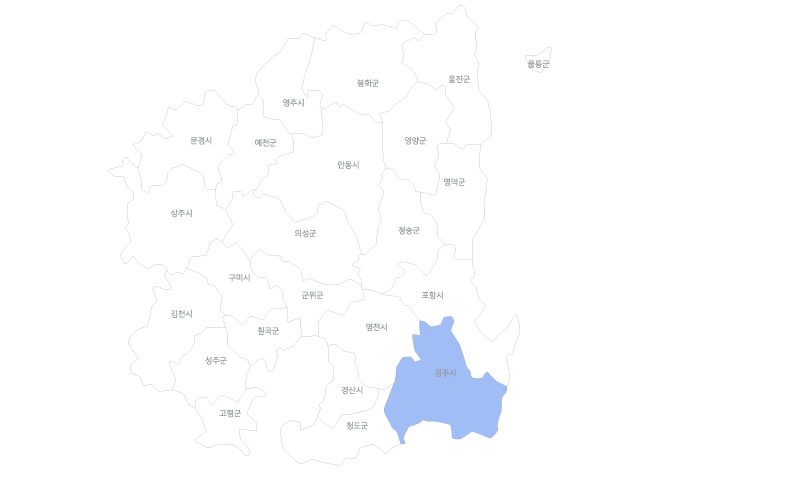 울릉군
울진군
봉화군
영주시
문경시
예천군
영양군
안동시
영덕군
상주시
청송군
의성군
구미시
군위군
포항시
김천시
영천시
칠곡군
성주군
경주시
경산시
고령군
청도군